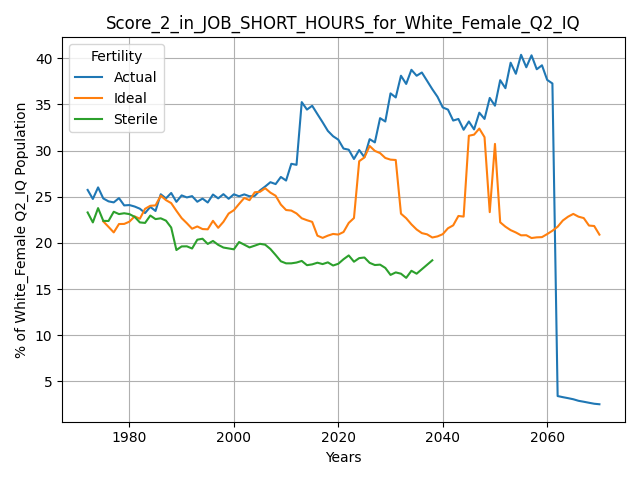 Score_2_in_JOB_SHORT_HOURS_for_White_Female_Q2_IQ
Fertility
Actual
Ideal
Sterile
% of White_Female Q2_IQ Population
40
35
30
25
20
15
10
5
1980 2000 2020 2040 2060
Years